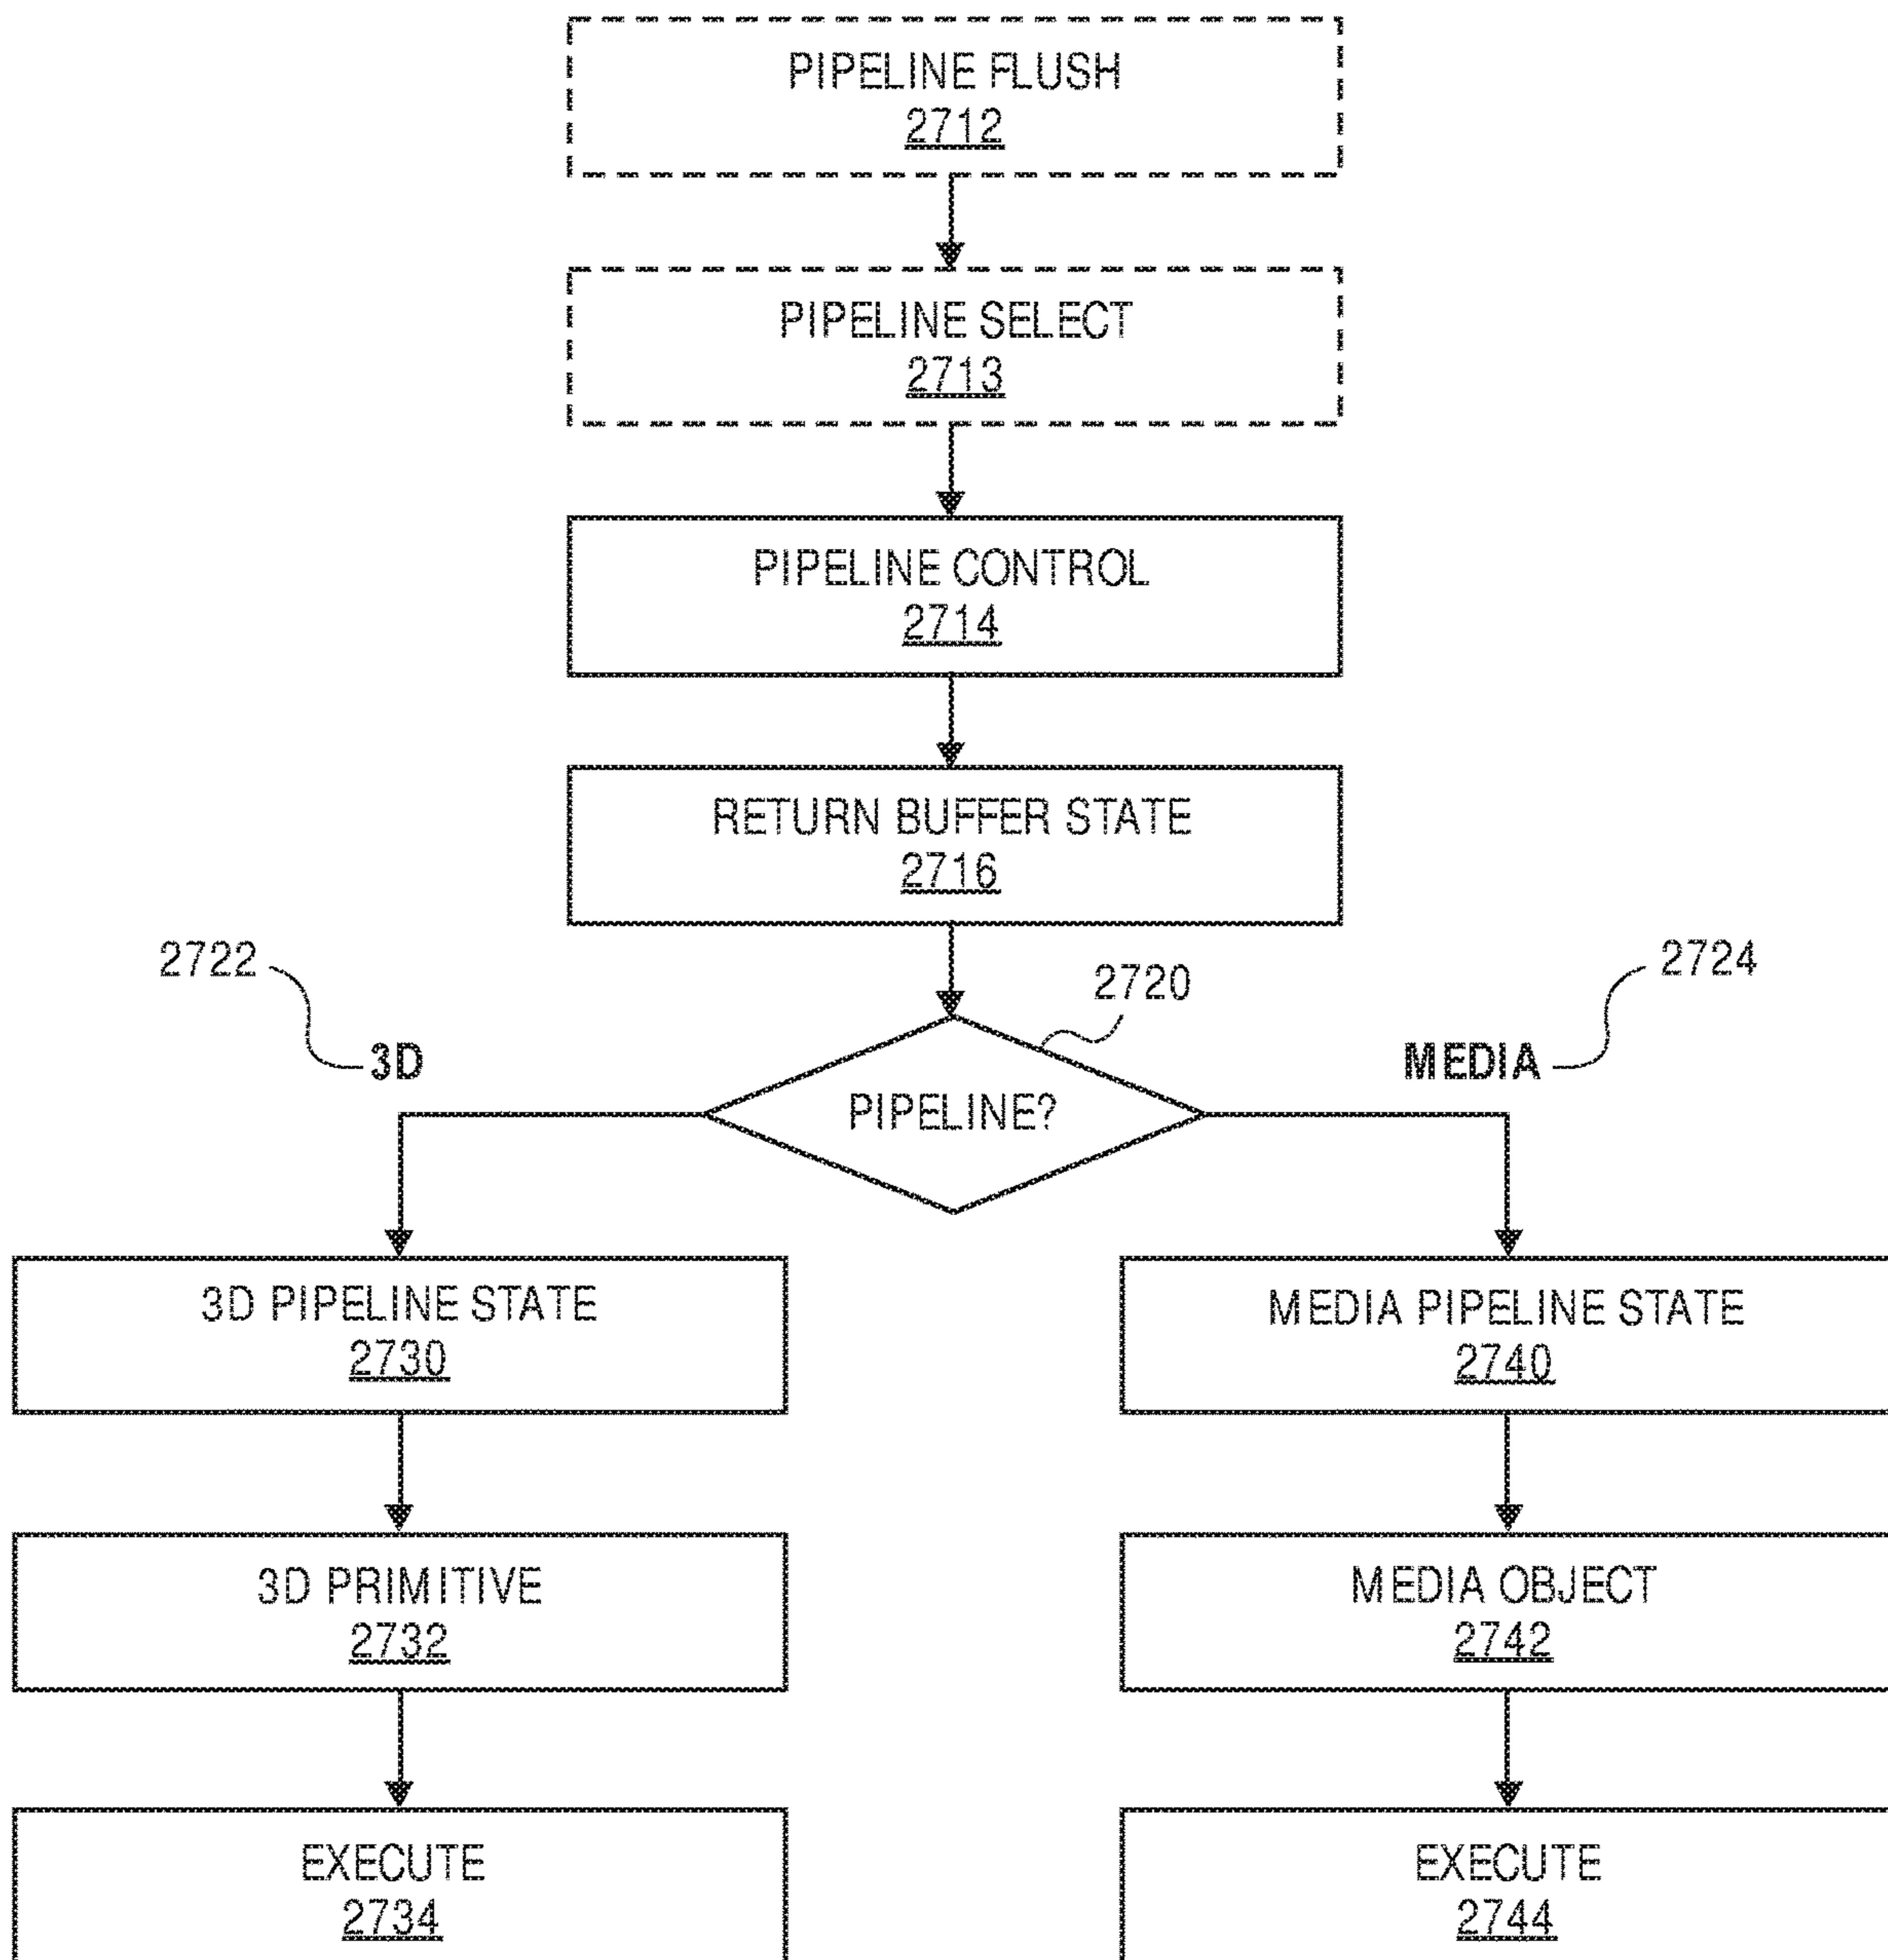 PIPELINE FLUSH
2712
PIPELINE SELECT
2713
PIPELINE CONTROL
2714
RETURN BUFFER STATE
2716
2722
2720
2724
3D
MEDIA
PIPELINE?
3D PIPELINE STATE
2730
MEDIA PIPELINE STATE
2740
3D PRIMITIVE
2732
MEDIA OBJECT
2742
EXECUTE
2734
EXECUTE
2744